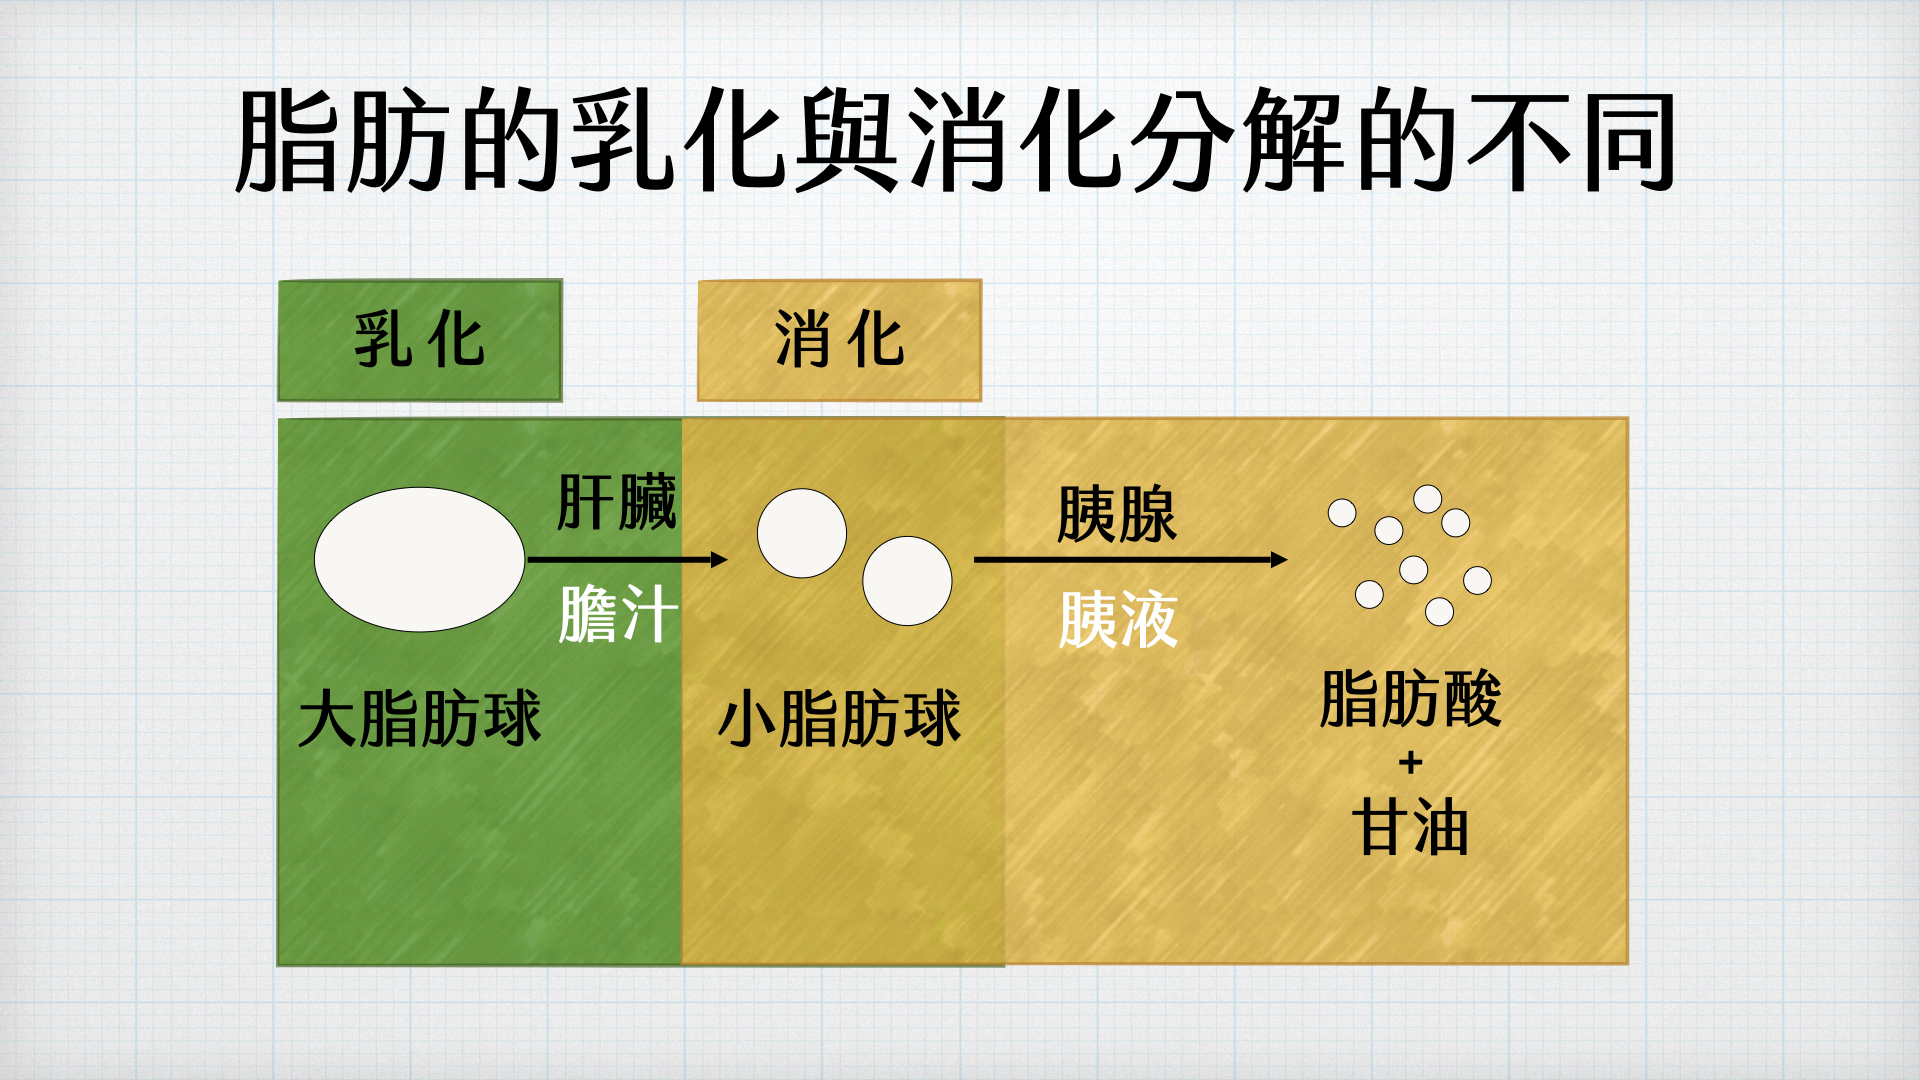 脂肪的乳化與消化分解的不同
乳化
消化
肝臟
膽汁
大脂肪球
小脂肪球
胰腺
胰液
脂肪酸
+
甘油